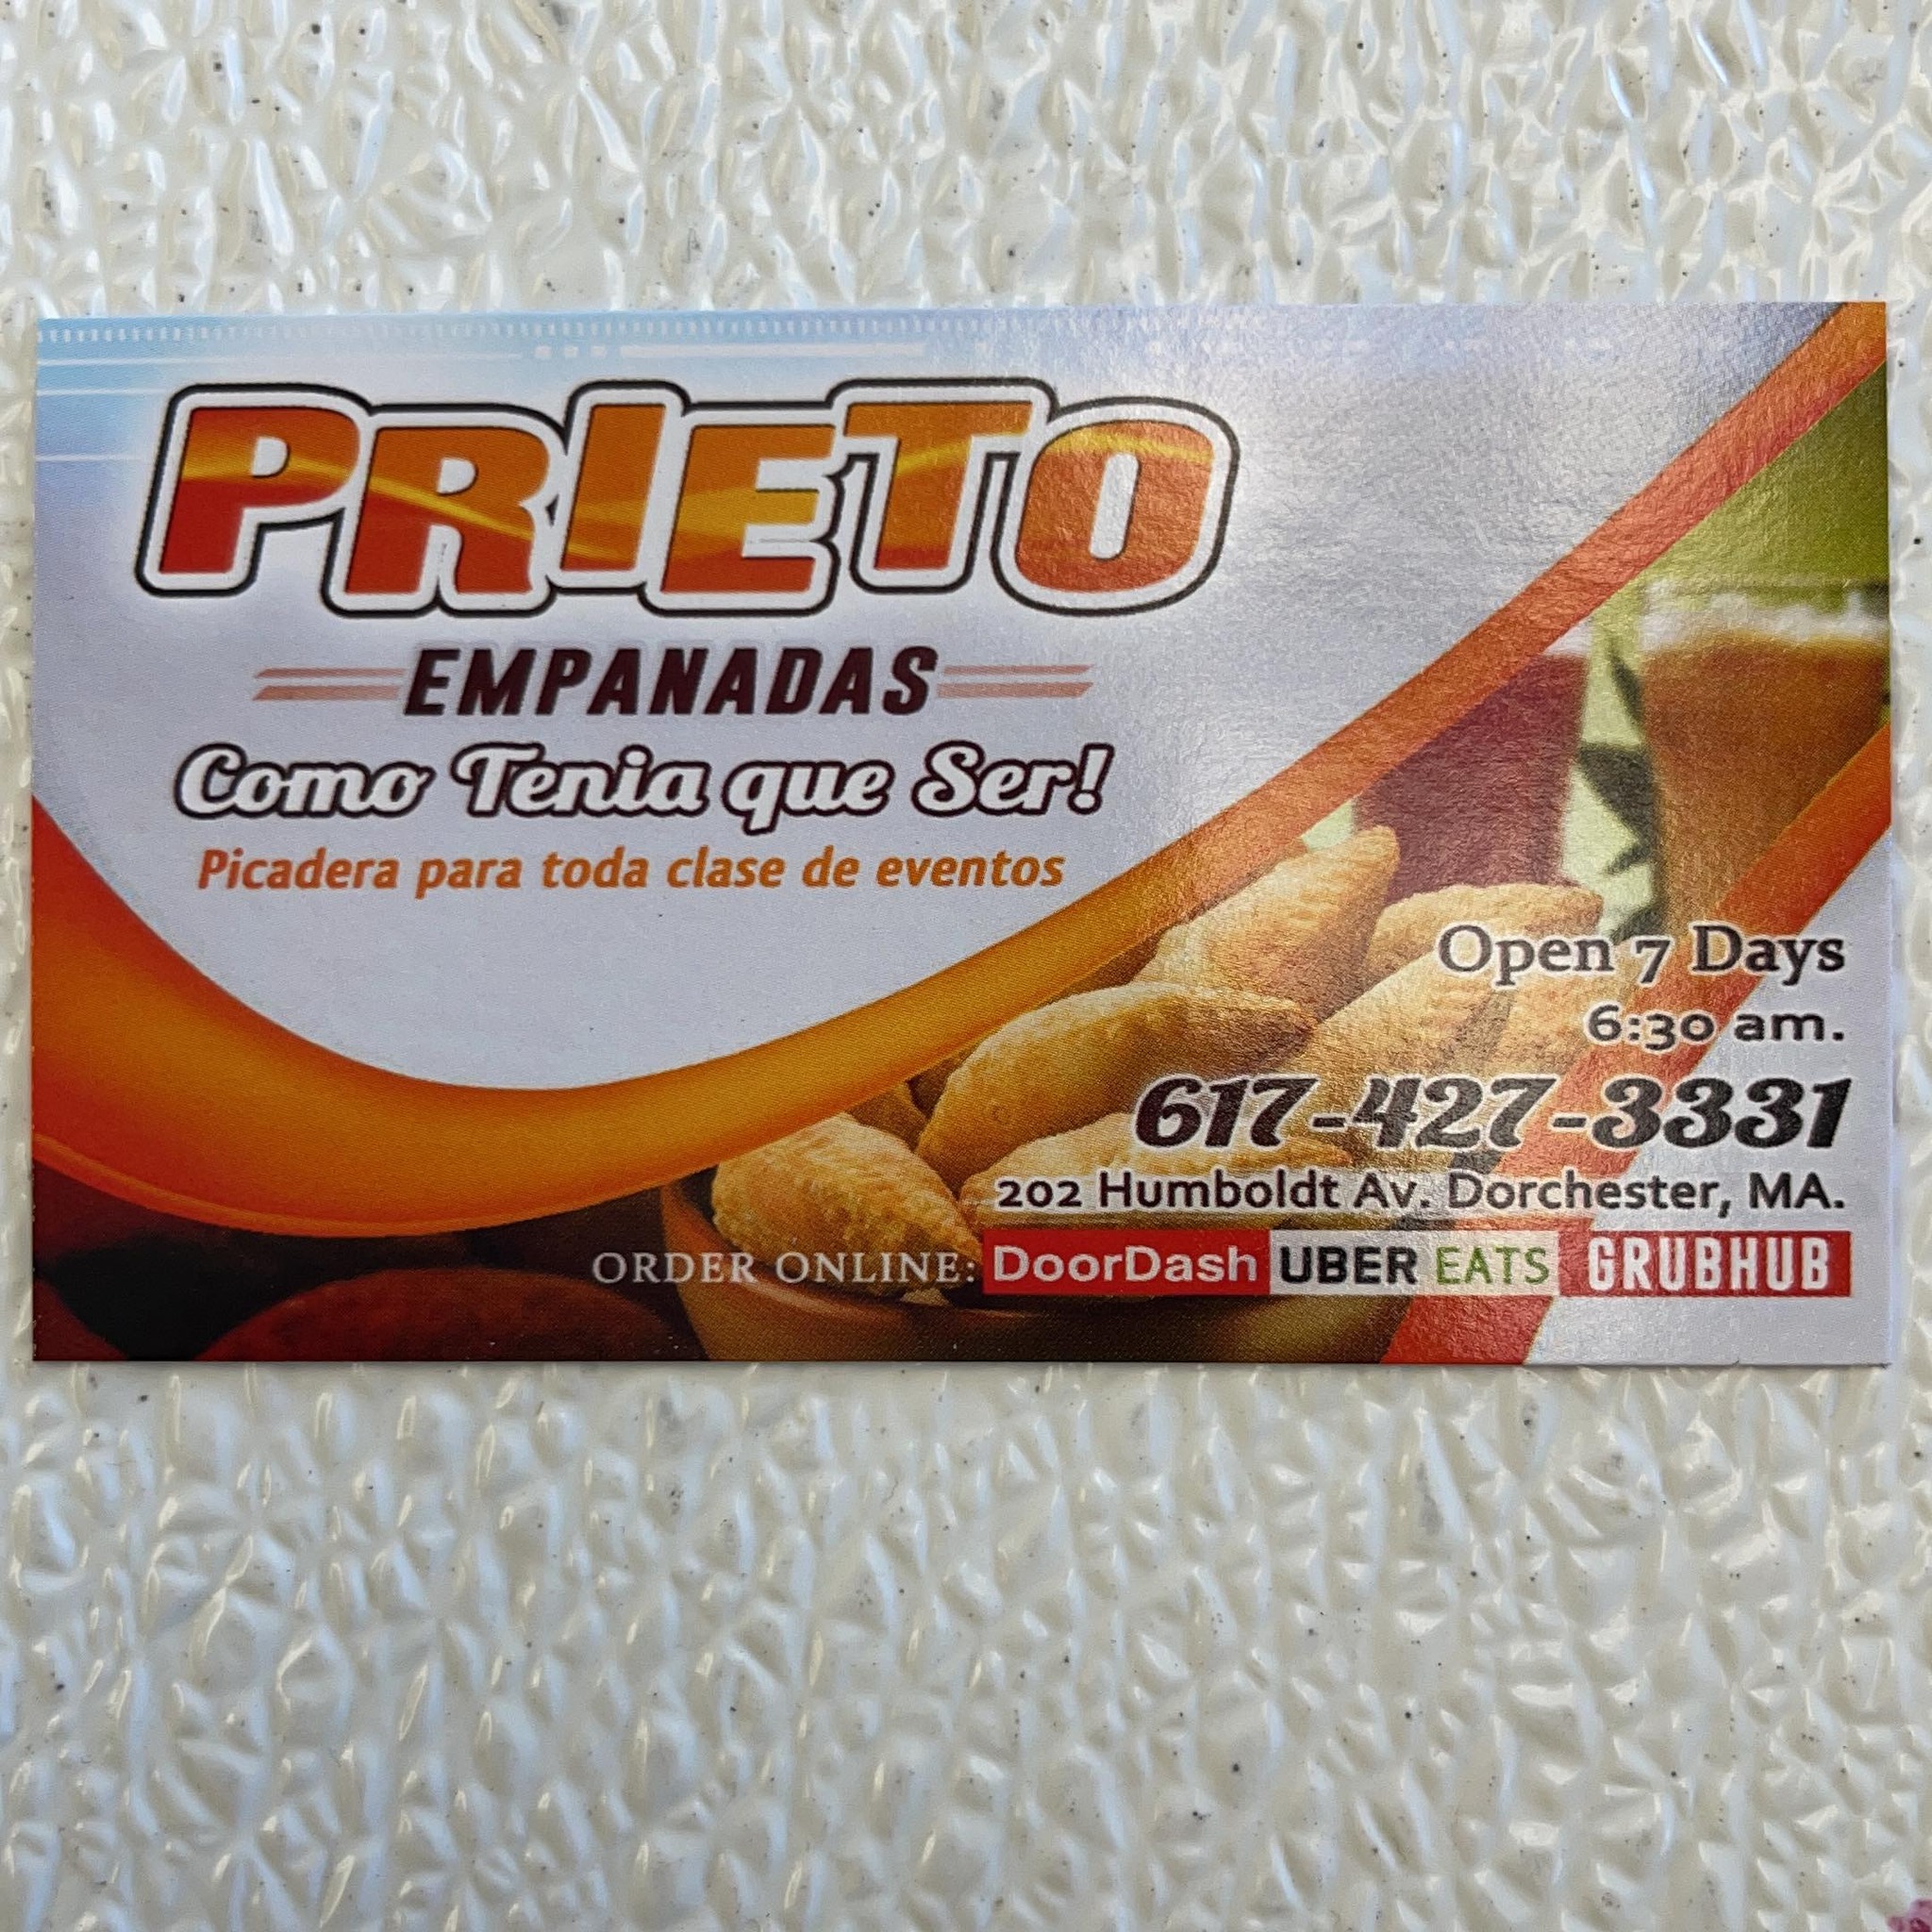 PRIETO
EMPANADAS
Como Tenia que Ser!
Picadera para toda clase de eventos
Open 7 Days
6:30 am.
617-427-3331
202 Humboldt Av. Dorchester, MA.
ORDER ONLINE: DoorDash UBER EATS GRUBHUB